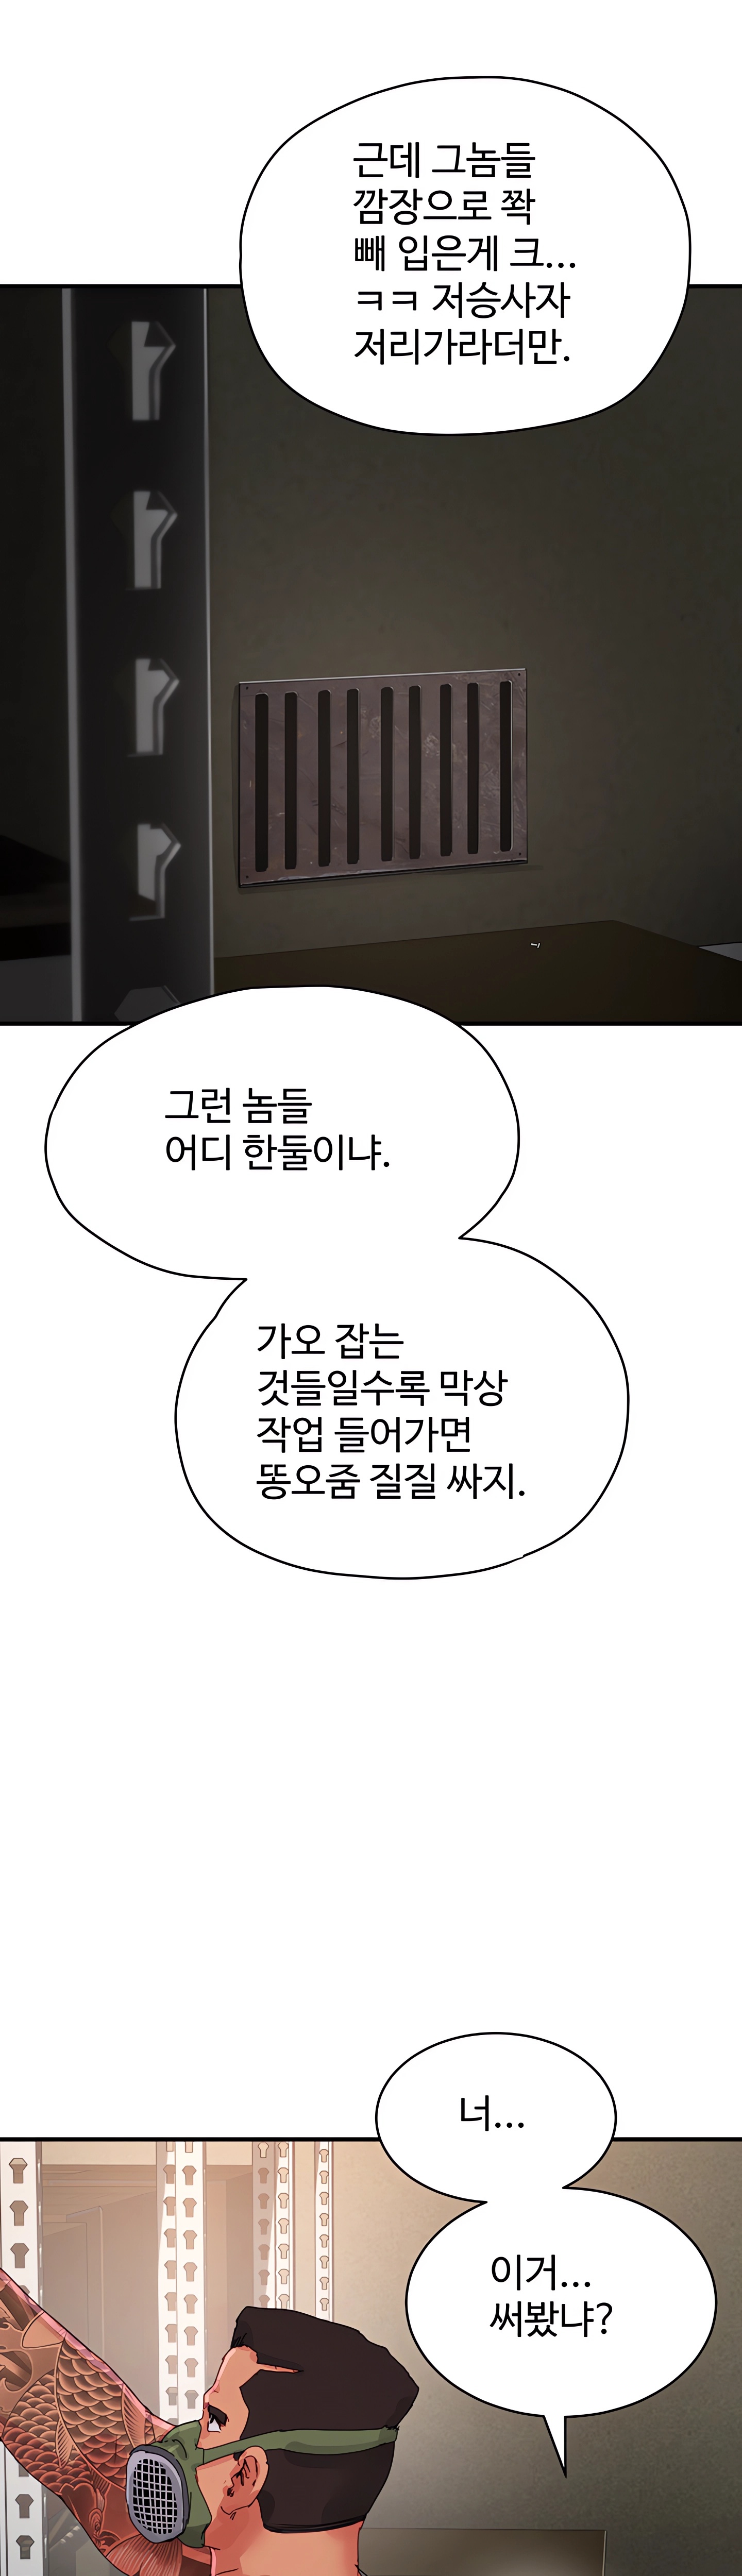 근데 그놈들
깜장으로 쫙
빼 입은게 크...
ㅋㅋ 저승사자
저리가라더만.
그런 놈들
어디 한둘이냐.
가오 잡는
것들일수록 막상
작업 들어가면
똥오줌 질질 싸지.
너...
이거...
써봤냐?